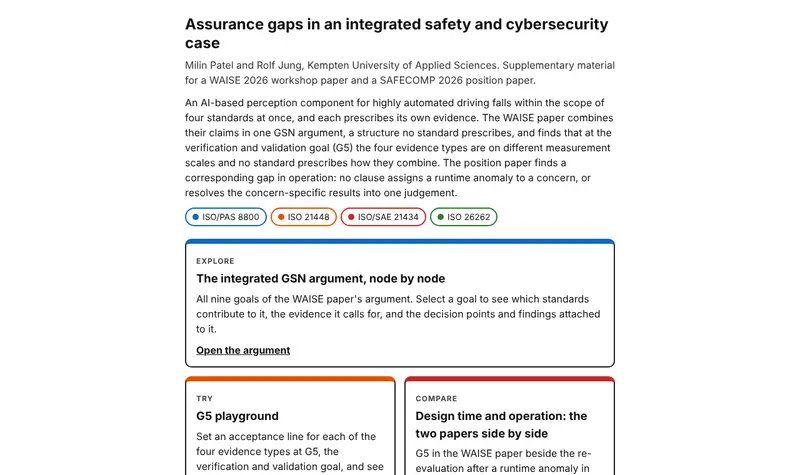 Assurance gaps in an integrated safety and cybersecurity
case
Milin Patel and Rolf Jung, Kempten University of Applied Sciences. Supplementary material
for a WAISE 2026 workshop paper and a SAFECOMP 2026 position paper.
An AI-based perception component for highly automated driving falls within the scope of
four standards at once, and each prescribes its own evidence. The WAISE paper combines
their claims in one GSN argument, a structure no standard prescribes, and finds that at the
verification and validation goal (G5) the four evidence types are on different measurement
scales and no standard prescribes how they combine. The position paper finds a
corresponding gap in operation: no clause assigns a runtime anomaly to a concern, or
resolves the concern-specific results into one judgement.
ISO/PAS 8800 ISO 21448 ISO/SAE 21434 ISO 26262
EXPLORE
The integrated GSN argument, node by node
All nine goals of the WAISE paper's argument. Select a goal to see which standards
contribute to it, the evidence it calls for, and the decision points and findings attached
to it.
Open the argument
TRY
G5 playground
Set an acceptance line for each of the
four evidence types at G5, the
verification and validation goal, and see
COMPARE
Design time and operation: the
two papers side by side
G5 in the WAISE paper beside the re-
evaluation after a runtime anomaly in